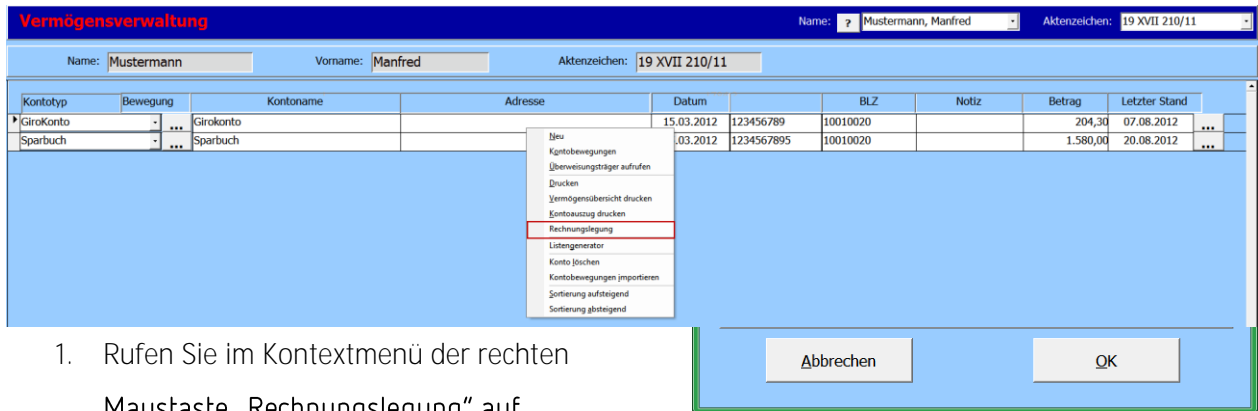 Vermögensverwaltung Name: ? Mustermann, Manfred Aktenzeichen: 19 XVII 210/11
Name: Mustermann Vorname: Manfred Aktenzeichen: 19 XVII 210/11
Kontotyp Bewegung Kontoname Adresse Datum BLZ Notiz Betrag Letzter Stand
GiroKonto ... Girokonto 15.03.2012 123456789 10010020 204,30 07.08.2012 ...
Sparbuch ... Sparbuch .03.2012 1234567895 10010020 1.580,00 20.08.2012 ...
Neu
Kontobewegungen
Überweisungsträger aufrufen
Drucken
Vermögensübersicht drucken
Kontoauszug drucken
Rechnungslegung
Listengenerator
Konto löschen
Kontobewegungen importieren
Sortierung aufsteigend
Sortierung absteigend
1. Rufen Sie im Kontextmenü der rechten
Maustaste „Rechnungslegung" auf
Abbrechen OK